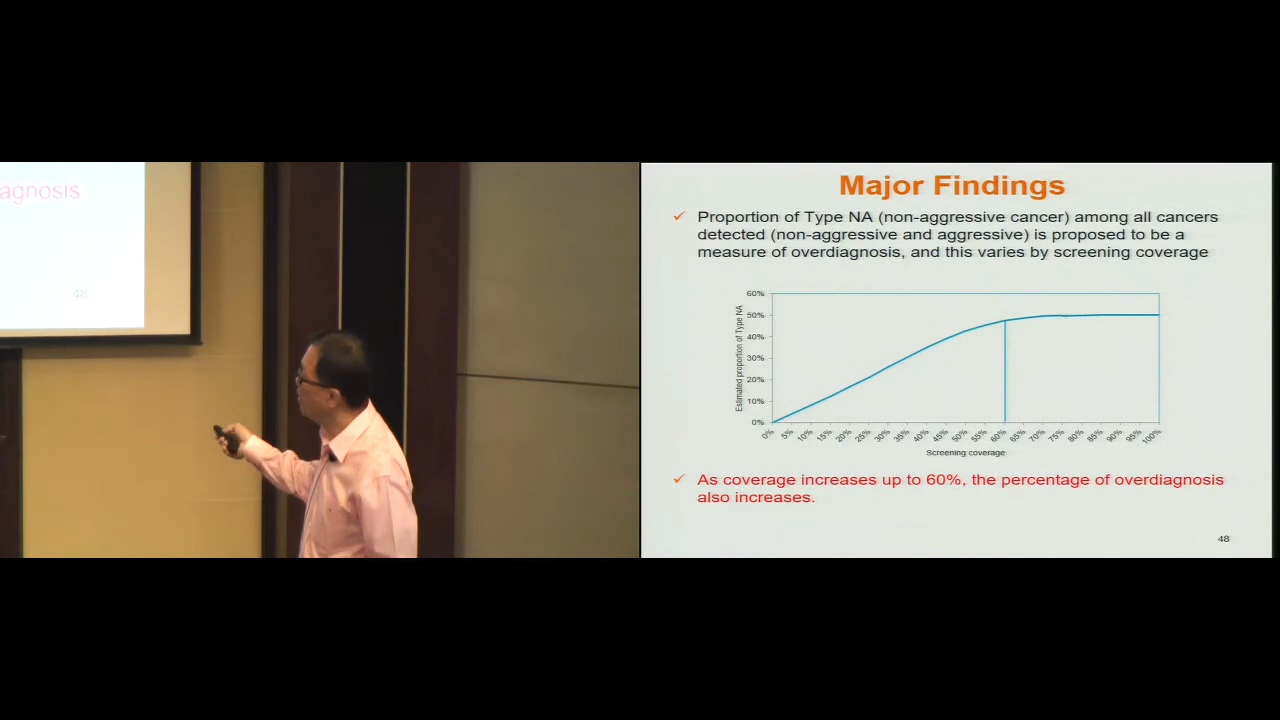 agnosis
48
Major Findings
✓ Proportion of Type NA (non-aggressive cancer) among all cancers
detected (non-aggressive and aggressive) is proposed to be a
measure of overdiagnosis, and this varies by screening coverage
Estimated proportion of Type NA
60%
50%
40%
30%
20%
10%
0%
0% 5% 10% 15% 20% 25% 30% 35% 40% 45% 50% 55% 60% 65% 70% 75% 80% 85% 90% 95% 100%
Screening coverage
✓ As coverage increases up to 60%, the percentage of overdiagnosis
also increases.
48